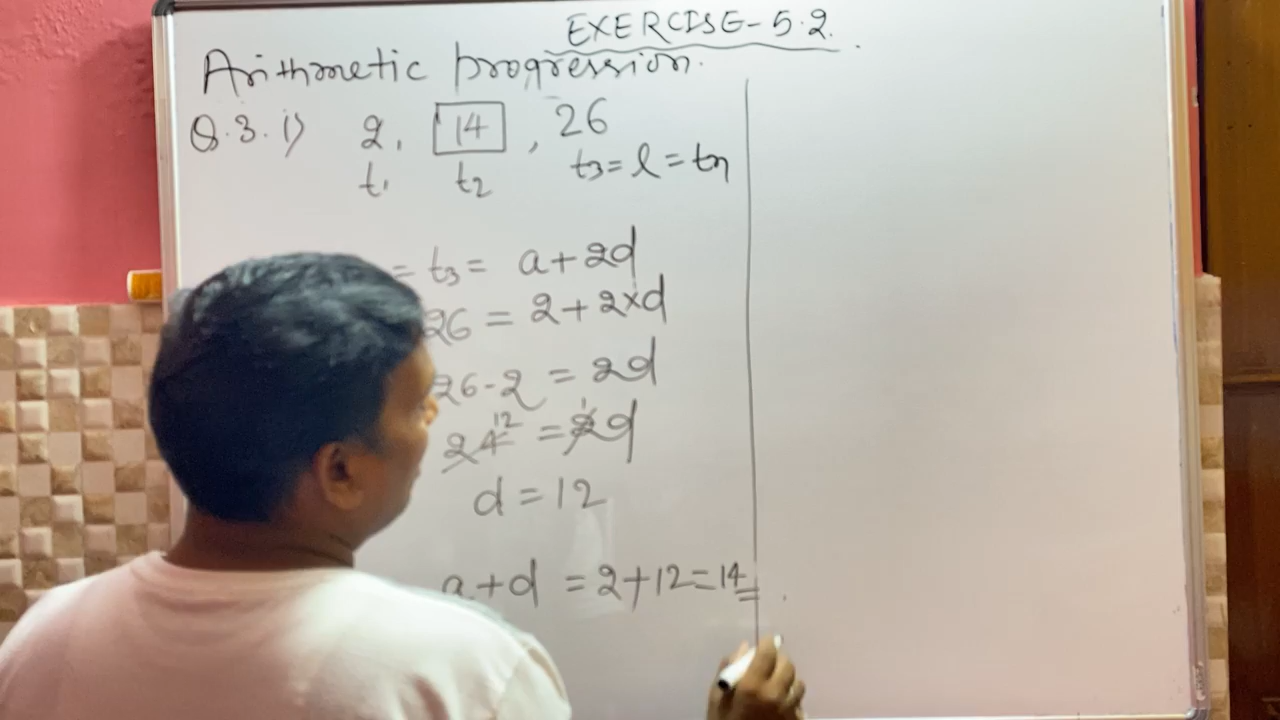 EXERCISE-5.2.
Arithmetic progression.
Q.3. i) 2, 14, 26
t1 t2 t3=l=tn
= t3= a+2d
26 = 2+2×d
26-2 = 2d
24 12 = 2 1 d
d=12
a+d =2+12=14